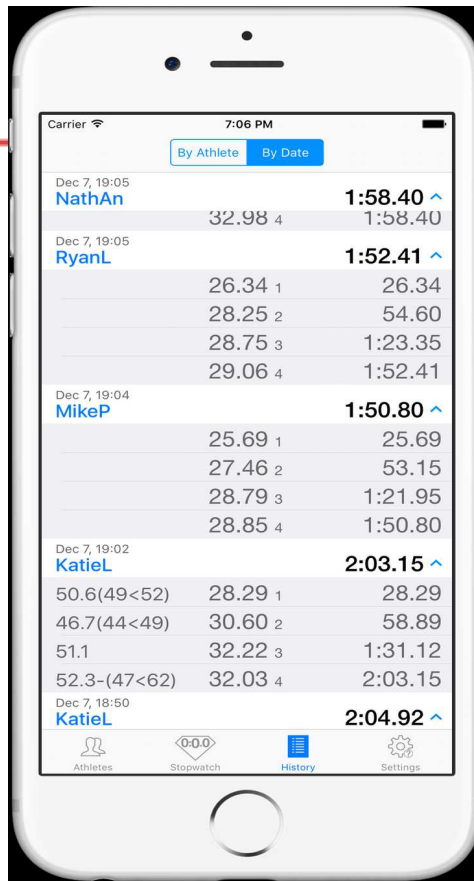 Carrier 7:06 PM
By Athlete By Date
Dec 7, 19:05
NathAn 1:58.40
32.98 4 1:58.40
Dec 7, 19:05
RyanL 1:52.41
26.34 1 26.34
28.25 2 54.60
28.75 3 1:23.35
29.06 4 1:52.41
Dec 7, 19:04
MikeP 1:50.80
25.69 1 25.69
27.46 2 53.15
28.79 3 1:21.95
28.85 4 1:50.80
Dec 7, 19:02
KatieL 2:03.15
50.6(49<52) 28.29 1 28.29
46.7(44<49) 30.60 2 58.89
51.1 32.22 3 1:31.12
52.3-(47<62) 32.03 4 2:03.15
Dec 7, 18:50
KatieL 2:04.92
0:0.0
Athletes Stopwatch History Settings